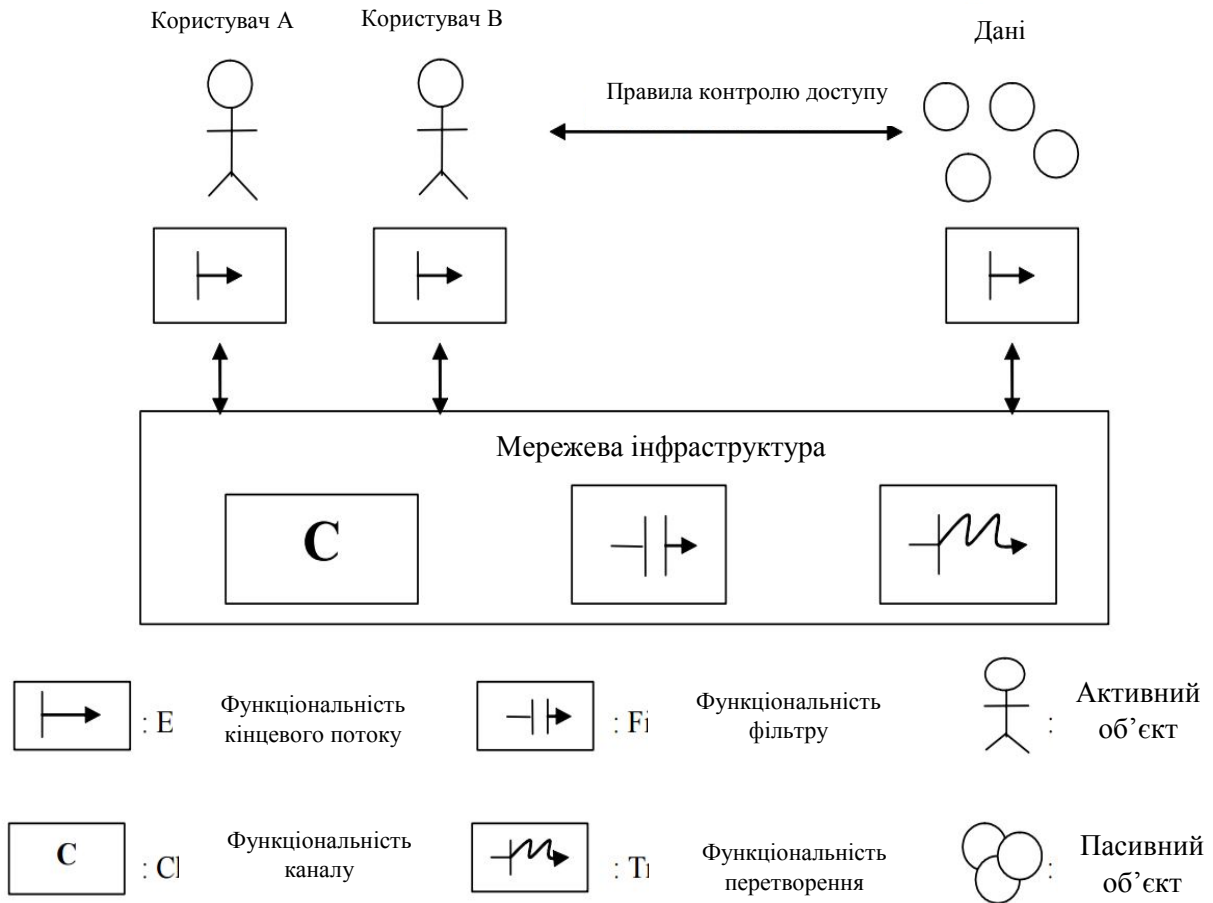 Користувач A
Користувач B
Дані
Правила контролю доступу
Мережева інфраструктура
C
: E
Функціональність
кінцевого потоку
: Fi
Функціональність
фільтру
:
Активний
об’єкт
C
: Cl
Функціональність
каналу
: Tr
Функціональність
перетворення
:
Пасивний
об’єкт